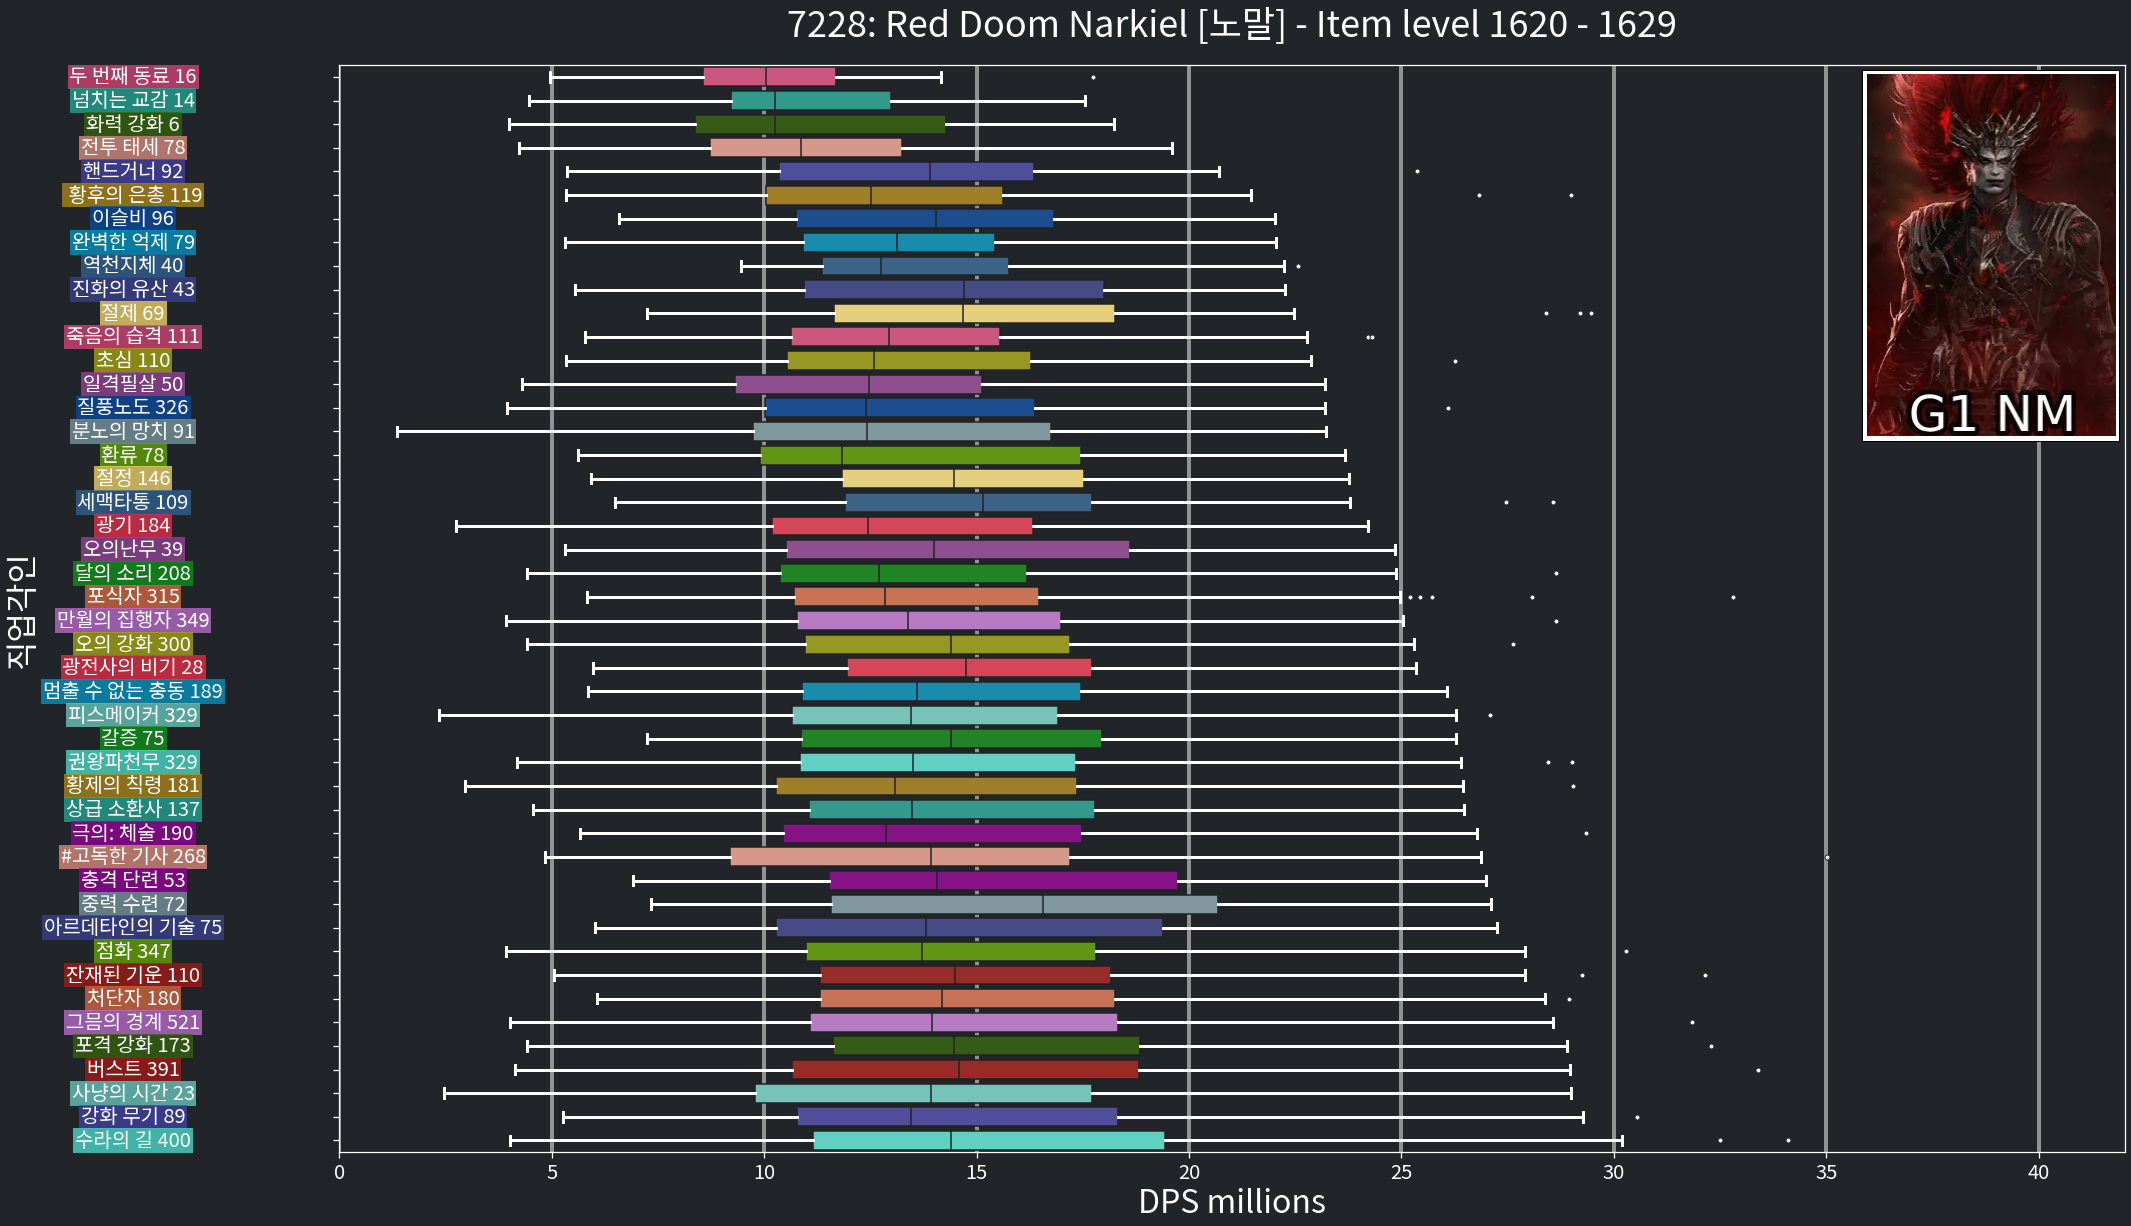 7228: Red Doom Narkiel [노말] - Item level 1620 - 1629
두 번째 동료 16
넘치는 교감 14
화력 강화 6
전투 태세 78
핸드거너 92
황후의 은총 119
이슬비 96
완벽한 억제 79
역천지체 40
진화의 유산 43
절제 69
죽음의 습격 111
초심 110
일격필살 50
질풍노도 326
분노의 망치 91
환류 78
절정 146
세맥타통 109
광기 184
오의난무 39
달의 소리 208
포식자 315
만월의 집행자 349
오의 강화 300
광전사의 비기 28
멈출 수 없는 충동 189
피스메이커 329
갈증 75
권왕파천무 329
황제의 칙령 181
상급 소환사 137
극의: 체술 190
#고독한 기사 268
충격 단련 53
중력 수련 72
아르데타인의 기술 75
점화 347
잔재된 기운 110
처단자 180
그믐의 경계 521
포격 강화 173
버스트 391
사냥의 시간 23
강화 무기 89
수라의 길 400
직업각인
G1 NM
0 5 10 15 20 25 30 35 40
DPS millions